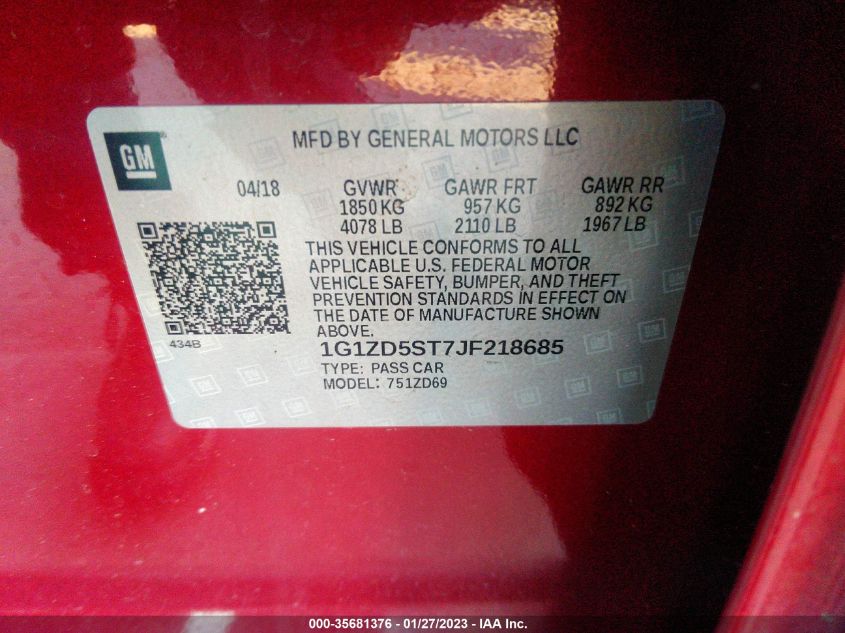 MFD BY GENERAL MOTORS LLC
GM
04/18 GVWR GAWR FRT GAWR RR
1850 KG 957 KG 892 KG
4078 LB 2110 LB 1967 LB
THIS VEHICLE CONFORMS TO ALL
APPLICABLE U.S. FEDERAL MOTOR
VEHICLE SAFETY, BUMPER, AND THEFT
PREVENTION STANDARDS IN EFFECT ON
THE DATE OF MANUFACTURE SHOWN
ABOVE.
434B
1G1ZD5ST7JF218685
TYPE: PASS CAR
MODEL: 751ZD69
000-35681376 | 01/27/2023 | - IAA Inc.